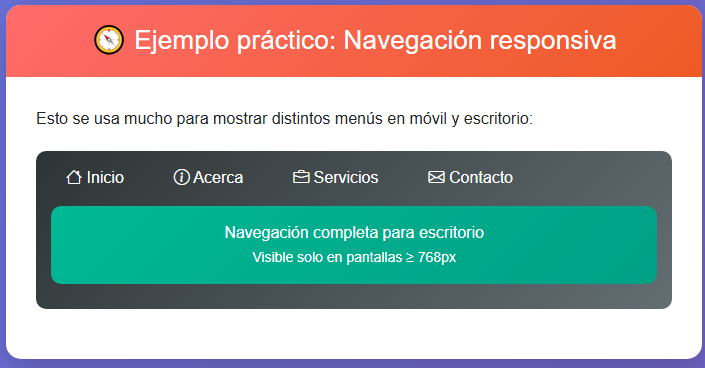 Ejemplo práctico: Navegación responsiva
Esto se usa mucho para mostrar distintos menús en móvil y escritorio:
Inicio Acerca Servicios Contacto
Navegación completa para escritorio
Visible solo en pantallas ≥ 768px